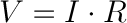 V = I · R